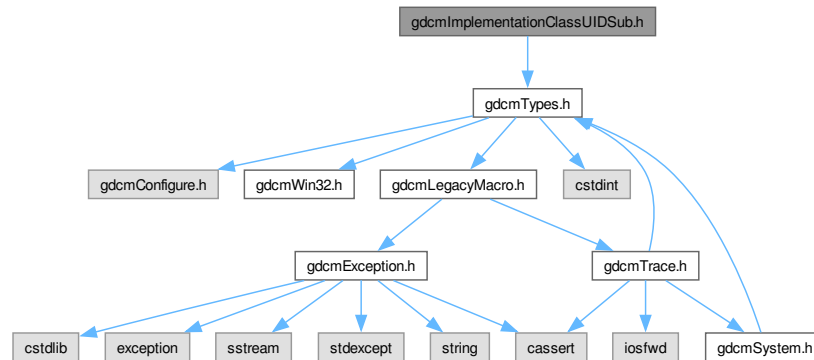 gdcmImplementationClassUIDSub.h
gdcmTypes.h
gdcmConfigure.h
gdcmWin32.h
gdcmLegacyMacro.h
cstdint
gdcmException.h
gdcmTrace.h
cstdlib
exception
sstream
stdexcept
string
cassert
iosfwd
gdcmSystem.h